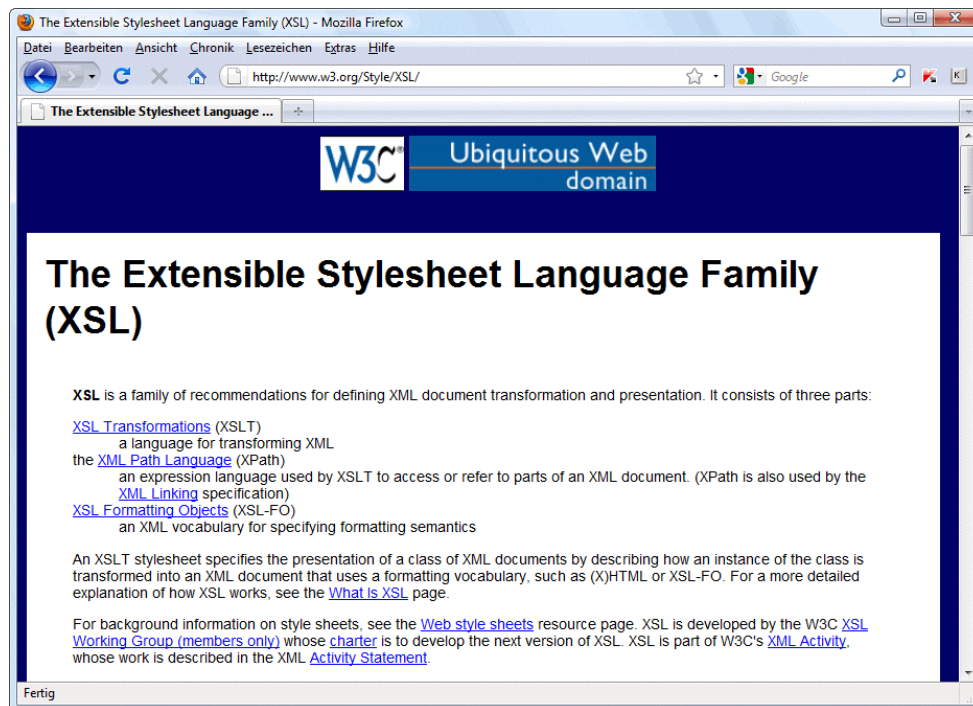 The Extensible Stylesheet Language Family (XSL) - Mozilla Firefox
Datei Bearbeiten Ansicht Chronik Lesezeichen Extras Hilfe
http://www.w3.org/Style/XSL/ Google K
The Extensible Stylesheet Language ...
W3C® Ubiquitous Web
domain
The Extensible Stylesheet Language Family
(XSL)
XSL is a family of recommendations for defining XML document transformation and presentation. It consists of three parts:
XSL Transformations (XSLT)
a language for transforming XML
the XML Path Language (XPath)
an expression language used by XSLT to access or refer to parts of an XML document. (XPath is also used by the
XML Linking specification)
XSL Formatting Objects (XSL-FO)
an XML vocabulary for specifying formatting semantics
An XSLT stylesheet specifies the presentation of a class of XML documents by describing how an instance of the class is
transformed into an XML document that uses a formatting vocabulary, such as (X)HTML or XSL-FO. For a more detailed
explanation of how XSL works, see the What Is XSL page.
For background information on style sheets, see the Web style sheets resource page. XSL is developed by the W3C XSL
Working Group (members only) whose charter is to develop the next version of XSL. XSL is part of W3C's XML Activity,
whose work is described in the XML Activity Statement.
Fertig